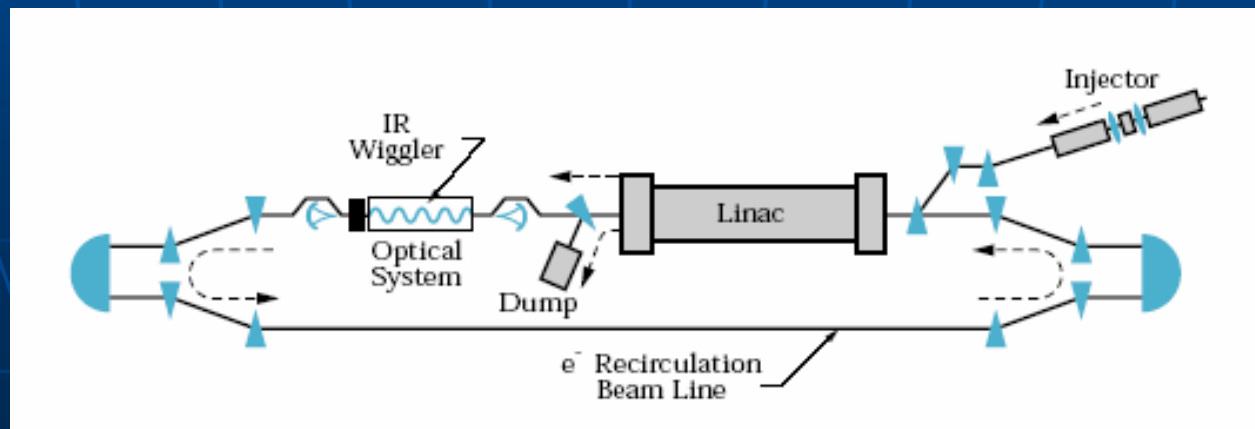 Injector
IR
Wiggler
Linac
Optical
System
Dump
e⁻ Recirculation
Beam Line